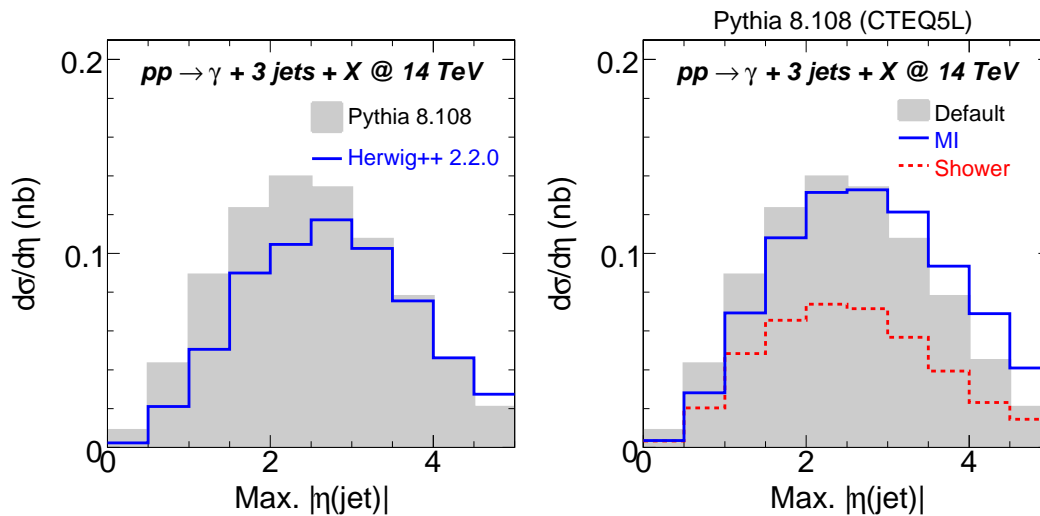 0.2
0.1
0
0
2
4
dσ/dη (nb)
Max. |η(jet)|
pp → γ + 3 jets + X @ 14 TeV
Pythia 8.108
Herwig++ 2.2.0
Pythia 8.108 (CTEQ5L)
0.2
0.1
0
0
2
4
dσ/dη (nb)
Max. |η(jet)|
pp → γ + 3 jets + X @ 14 TeV
Default
MI
Shower